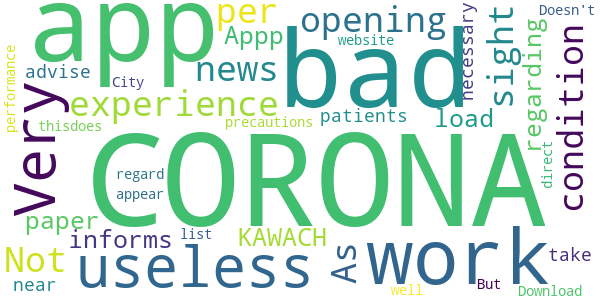 app
per
opening
Doesn't
Appp
website
necessary
sight
regarding
condition
performance
advise
news
bad
City
experience
patients
load
thisdoes
precautions
Very
CORONA
direct
regard
appear
paper
informs
list
KAWACH
As
work
take
Not
useless
near
well
But
Download